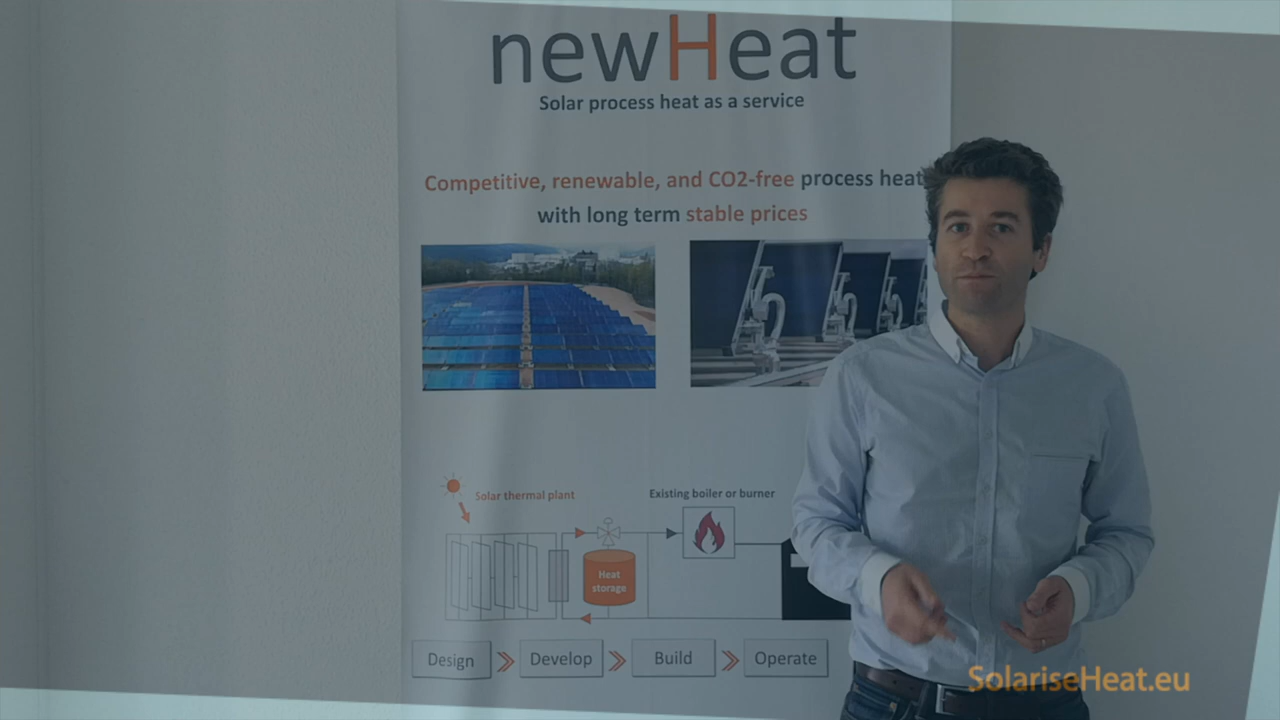 newHeat
Solar process heat as a service
Competitive, renewable, and CO2-free process heat
with long term stable prices
Solar thermal plant
Existing boiler or burner
Heat
storage
Design
Develop
Build
Operate
SolariseHeat.eu